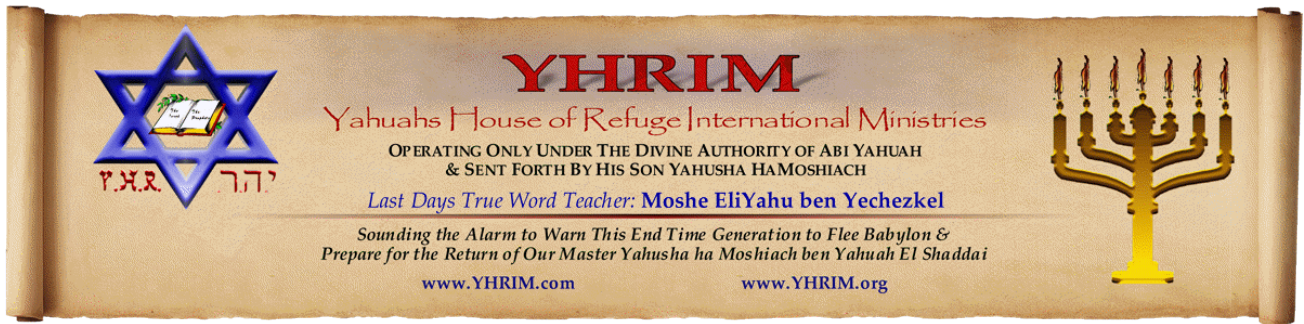 YHRIM
Yahuahs House of Refuge International Ministries
OPERATING ONLY UNDER THE DIVINE AUTHORITY OF ABI YAHUAH
& SENT FORTH BY HIS SON YAHUSHA HAMOSHIACH
Y.H.R. י.ה.ר.
Last Days True Word Teacher: Moshe EliYahu ben Yechezkel
Sounding the Alarm to Warn This End Time Generation to Flee Babylon &
Prepare for the Return of Our Master Yahusha ha Moshiach ben Yahuah El Shaddai
www.YHRIM.com www.YHRIM.org